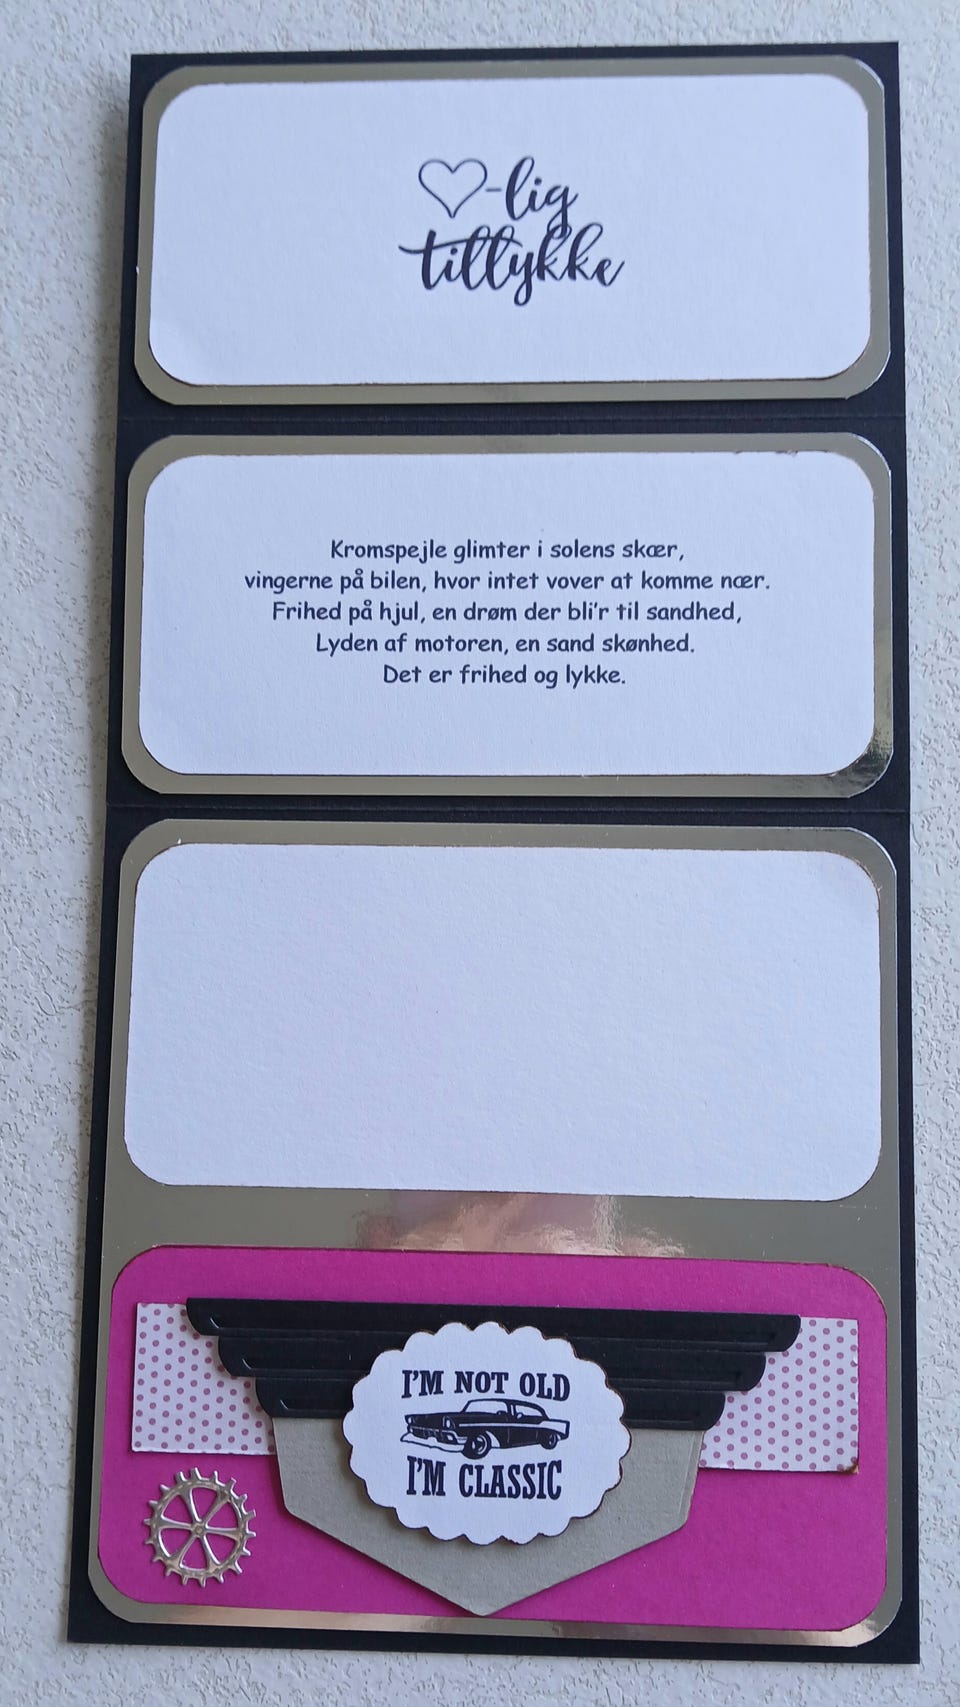 ♡-lig
tillykke
Kromspejle glimter i solens skær,
vingerne på bilen, hvor intet vover at komme nær.
Frihed på hjul, en drøm der bli'r til sandhed,
Lyden af motoren, en sand skønhed.
Det er frihed og lykke.
I'M NOT OLD
I'M CLASSIC